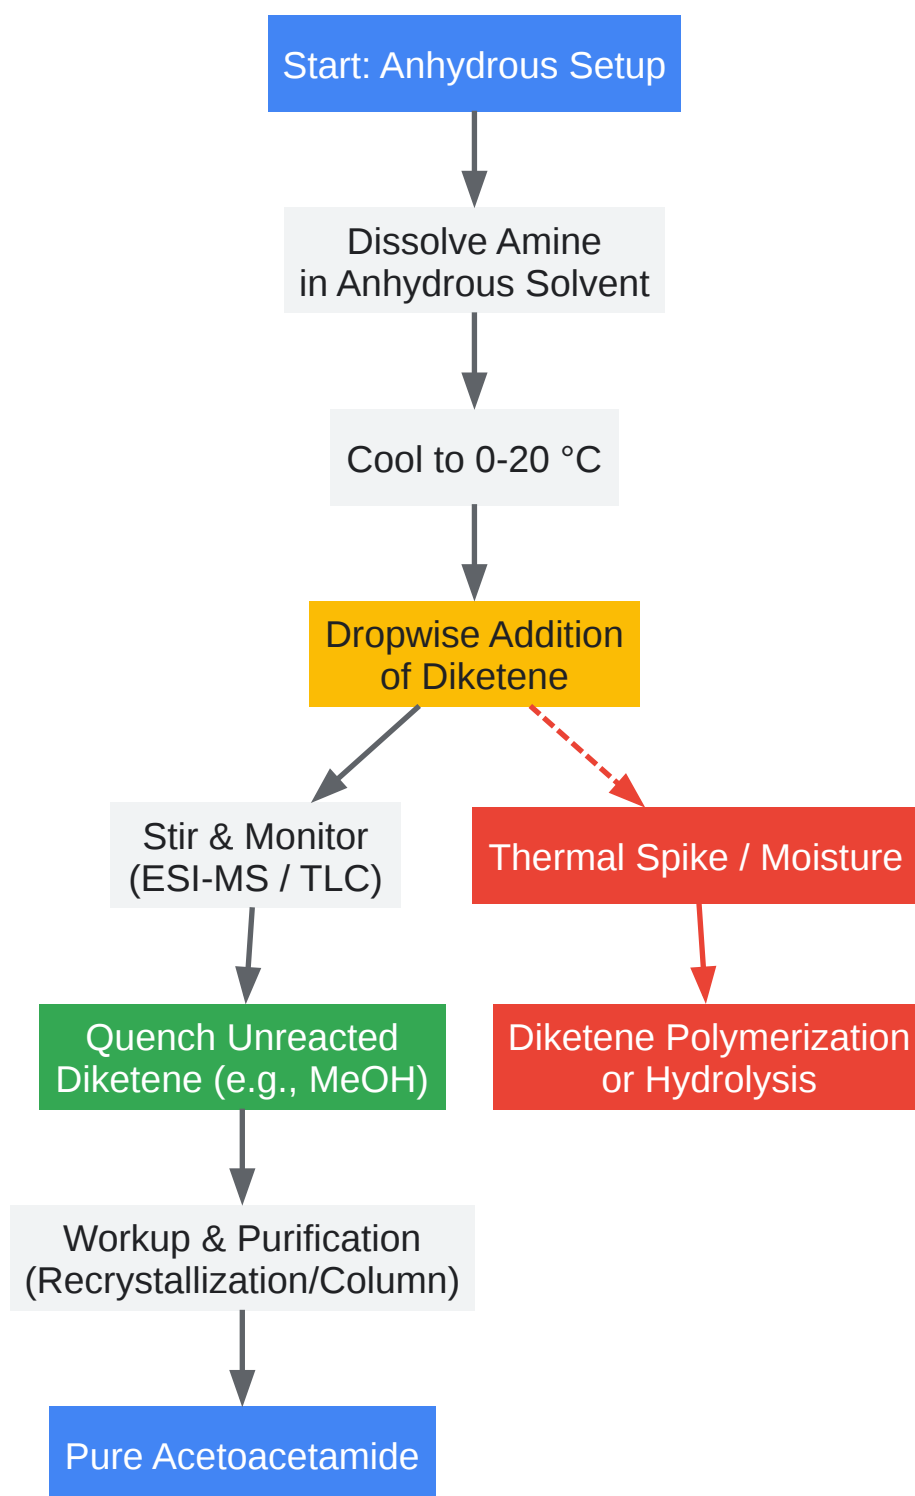 Start: Anhydrous Setup
Dissolve Amine
in Anhydrous Solvent
Cool to 0-20 °C
Dropwise Addition
of Diketene
Stir & Monitor
(ESI-MS / TLC)
Thermal Spike / Moisture
Quench Unreacted
Diketene (e.g., MeOH)
Diketene Polymerization
or Hydrolysis
Workup & Purification
(Recrystallization/Column)
Pure Acetoacetamide